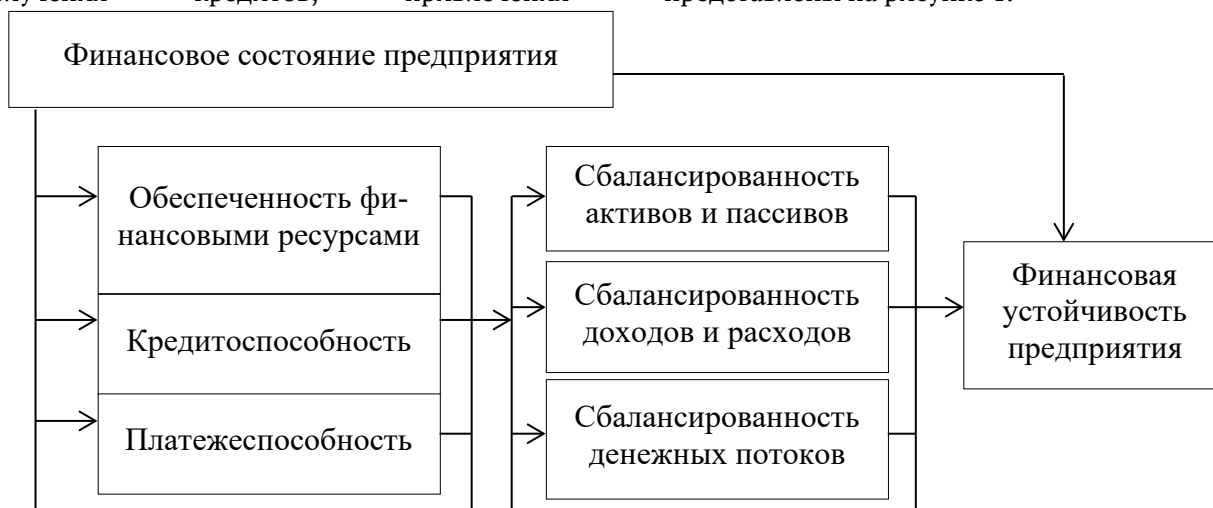 кредитов,
Финансовое состояние предприятия
Обеспеченность фи-
нансовыми ресурсами
Кредитоспособность
Платежеспособность
Сбалансированность
активов и пассивов
Сбалансированность
доходов и расходов
Сбалансированность
денежных потоков
Финансовая
устойчивость
предприятия